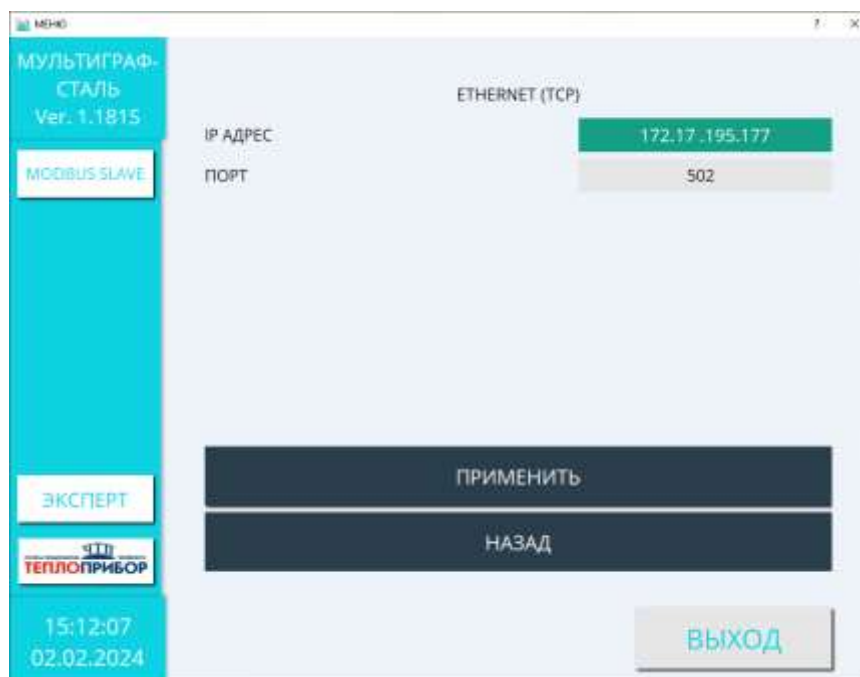 МЕНЮ
? ×
МУЛЬТИГРАФ-
СТАЛЬ
Ver. 1.1815
ETHERNET (TCP)
IP АДРЕС
172.17 .195.177
MODBUS SLAVE
ПОРТ
502
ПРИМЕНИТЬ
ЭКСПЕРТ
НАЗАД
ТЕПЛОПРИБОР
15:12:07
02.02.2024
ВЫХОД